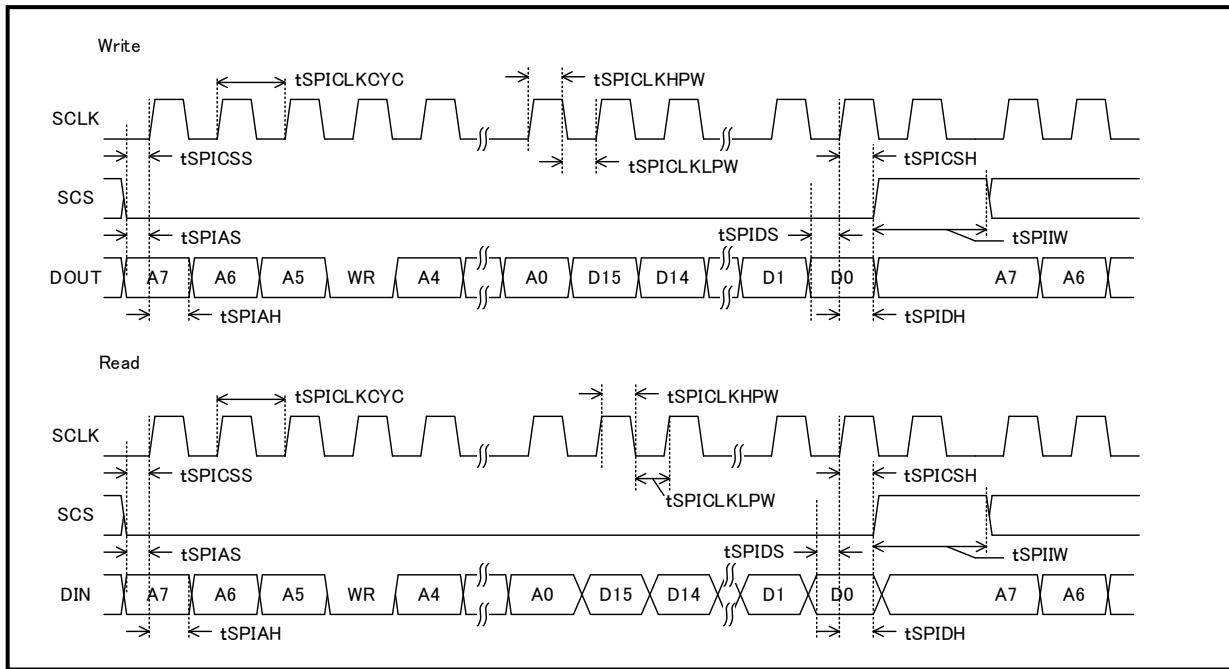 Write
tSPICLKCYC
tSPICLKHPW
SCLK
tSPICSS
tSPICLKLPW
tSPICSH
SCS
tSPIAS
tSPIDS
tSPIIW
DOUT A7 A6 A5 WR A4 A0 D15 D14 D1 D0 A7 A6
tSPIAH
tSPIDH
Read
tSPICLKCYC
tSPICLKHPW
SCLK
tSPICSS
tSPICSH
tSPICLKLPW
SCS
tSPIAS
tSPIDS
tSPIIW
DIN A7 A6 A5 WR A4 A0 D15 D14 D1 D0 A7 A6
tSPIAH
tSPIDH